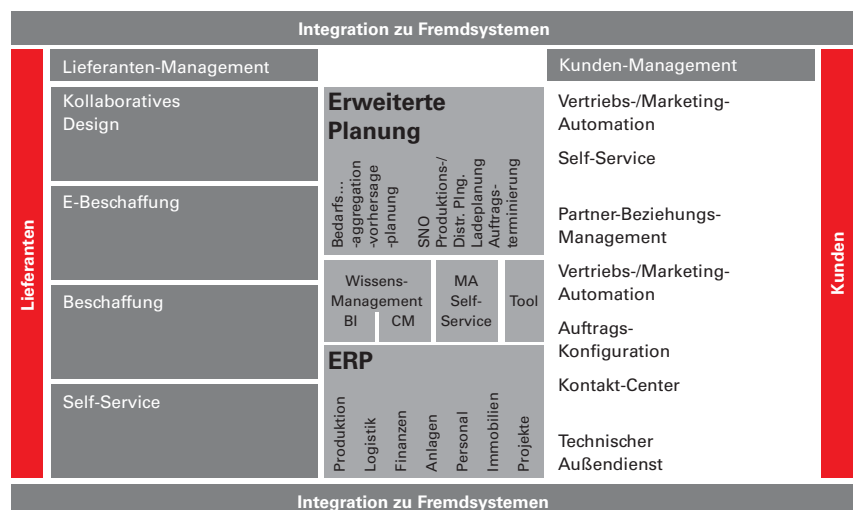 Integration zu Fremdsystemen
Lieferanten
Lieferanten-Management
Kollaboratives
Design
E-Beschaffung
Beschaffung
Self-Service
Erweiterte
Planung
Bedarfs...
-aggregation
-vorhersage
-planung
SNO
Produktions-/
Distr. Plng.
Ladeplanung
Auftrags-
terminierung
Wissens-
Management
BI
CM
MA
Self-
Service
Tool
ERP
Produktion
Logistik
Finanzen
Anlagen
Personal
Immobilien
Projekte
Kunden-Management
Vertriebs-/Marketing-
Automation
Self-Service
Partner-Beziehungs-
Management
Vertriebs-/Marketing-
Automation
Auftrags-
Konfiguration
Kontakt-Center
Technischer
Außendienst
Kunden
Integration zu Fremdsystemen